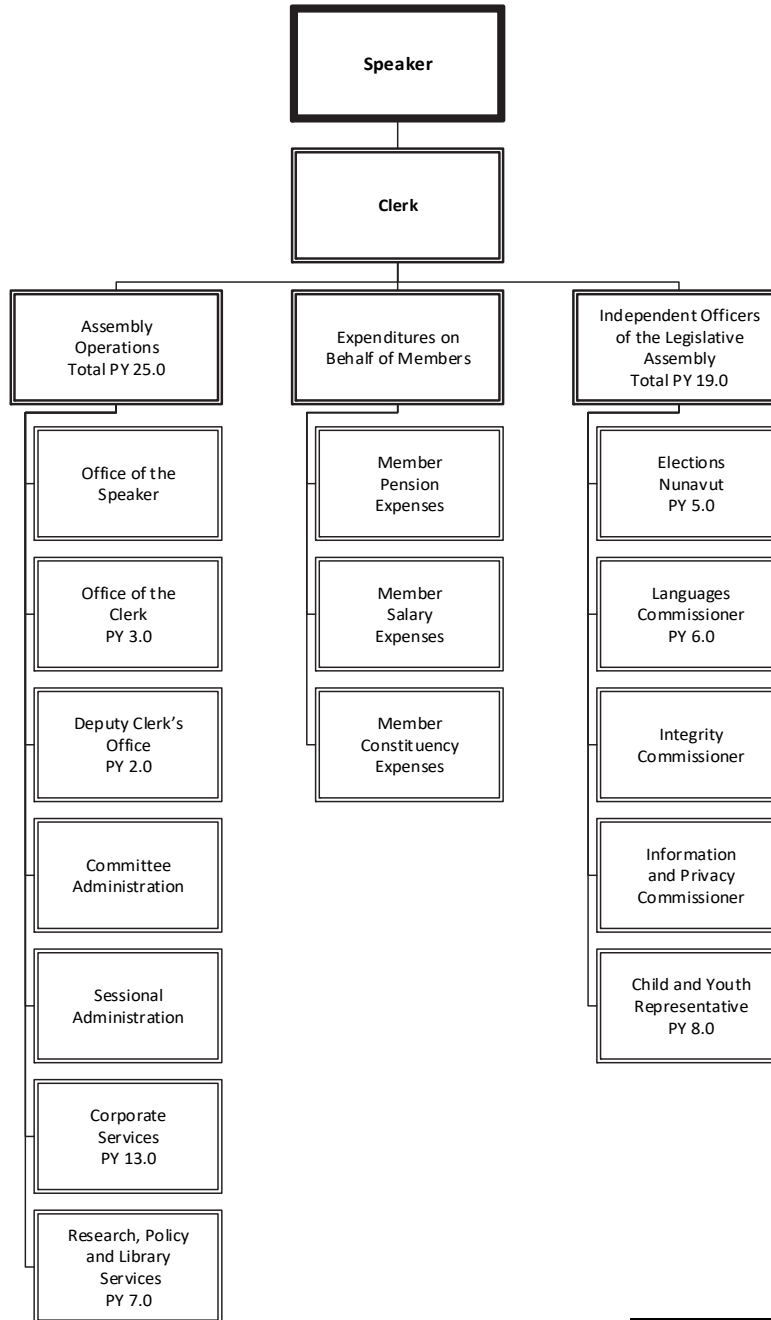 Speaker
Clerk
Assembly
Operations
Total PY 25.0
Office of the
Speaker
Office of the
Clerk
PY 3.0
Deputy Clerk’s
Office
PY 2.0
Committee
Administration
Sessional
Administration
Corporate
Services
PY 13.0
Research, Policy
and Library
Services
PY 7.0
Expenditures on
Behalf of Members
Member
Pension
Expenses
Member
Salary
Expenses
Member
Constituency
Expenses
Independent Officers
of the Legislative
Assembly
Total PY 19.0
Elections
Nunavut
PY 5.0
Languages
Commissioner
PY 6.0
Integrity
Commissioner
Information
and Privacy
Commissioner
Child and Youth
Representative
PY 8.0